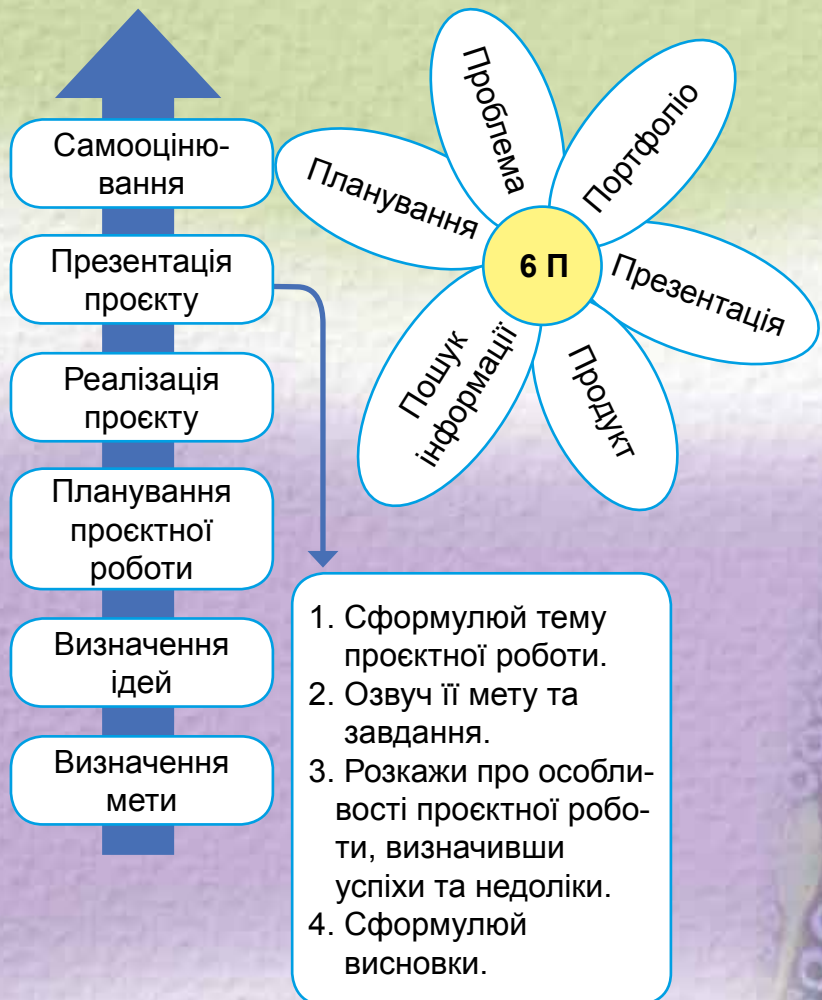 Самооціню-
вання
Презентація
проєкту
Реалізація
проєкту
Планування
проєктної
роботи
Визначення
ідей
Визначення
мети
Проблема
Портфоліо
Планування
6 П
Презентація
Пошук
інформації
Продукт
1. Сформулюй тему
проєктної роботи.
2. Озвуч її мету та
завдання.
3. Розкажи про особли-
вості проєктної робо-
ти, визначивши
успіхи та недоліки.
4. Сформулюй
висновки.